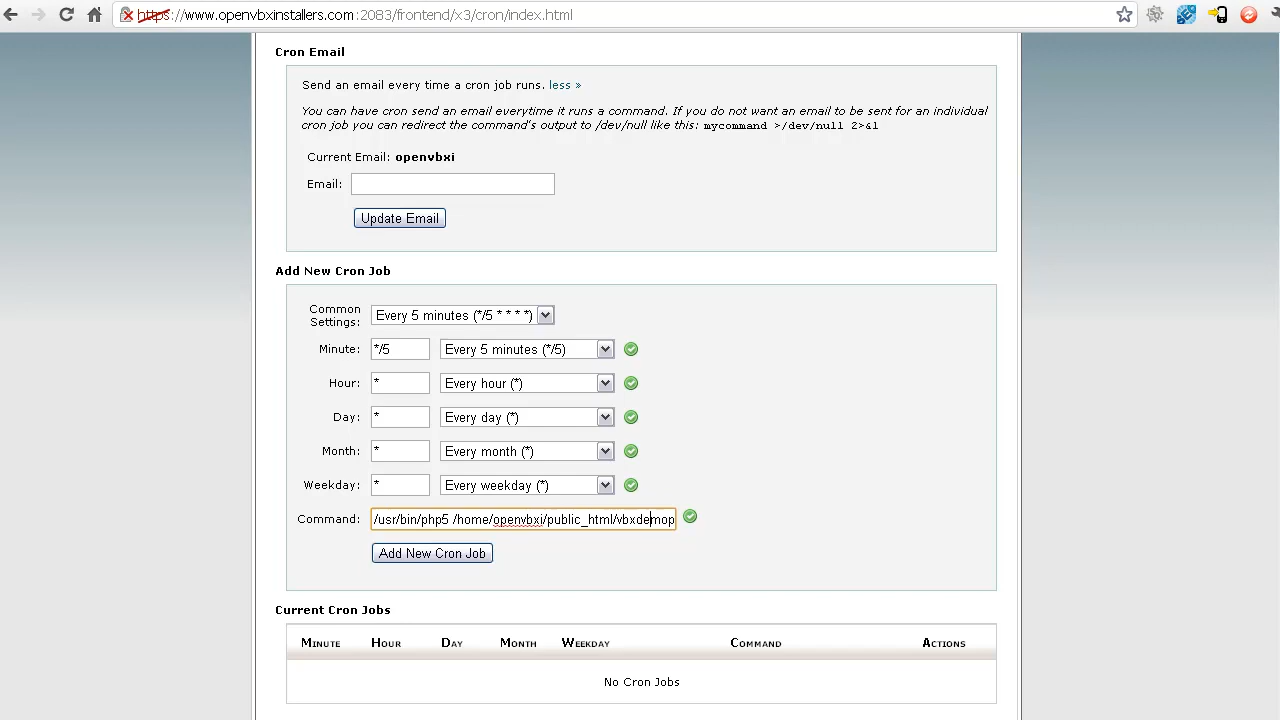 https://www.openvbxinstallers.com:2083/frontend/x3/cron/index.html
Cron Email
Send an email every time a cron job runs. less »
You can have cron send an email everytime it runs a command. If you do not want an email to be sent for an individual
cron job you can redirect the command's output to /dev/null like this: mycommand >/dev/null 2>&1
Current Email: openvbxi
Email:
Update Email
Add New Cron Job
Common Settings: Every 5 minutes (*/5 * * * *)
Minute: */5 Every 5 minutes (*/5)
Hour: * Every hour (*)
Day: * Every day (*)
Month: * Every month (*)
Weekday: * Every weekday (*)
Command: /usr/bin/php5 /home/openvbxi/public_html/vbxdemop
Add New Cron Job
Current Cron Jobs
Minute Hour Day Month Weekday Command Actions
No Cron Jobs